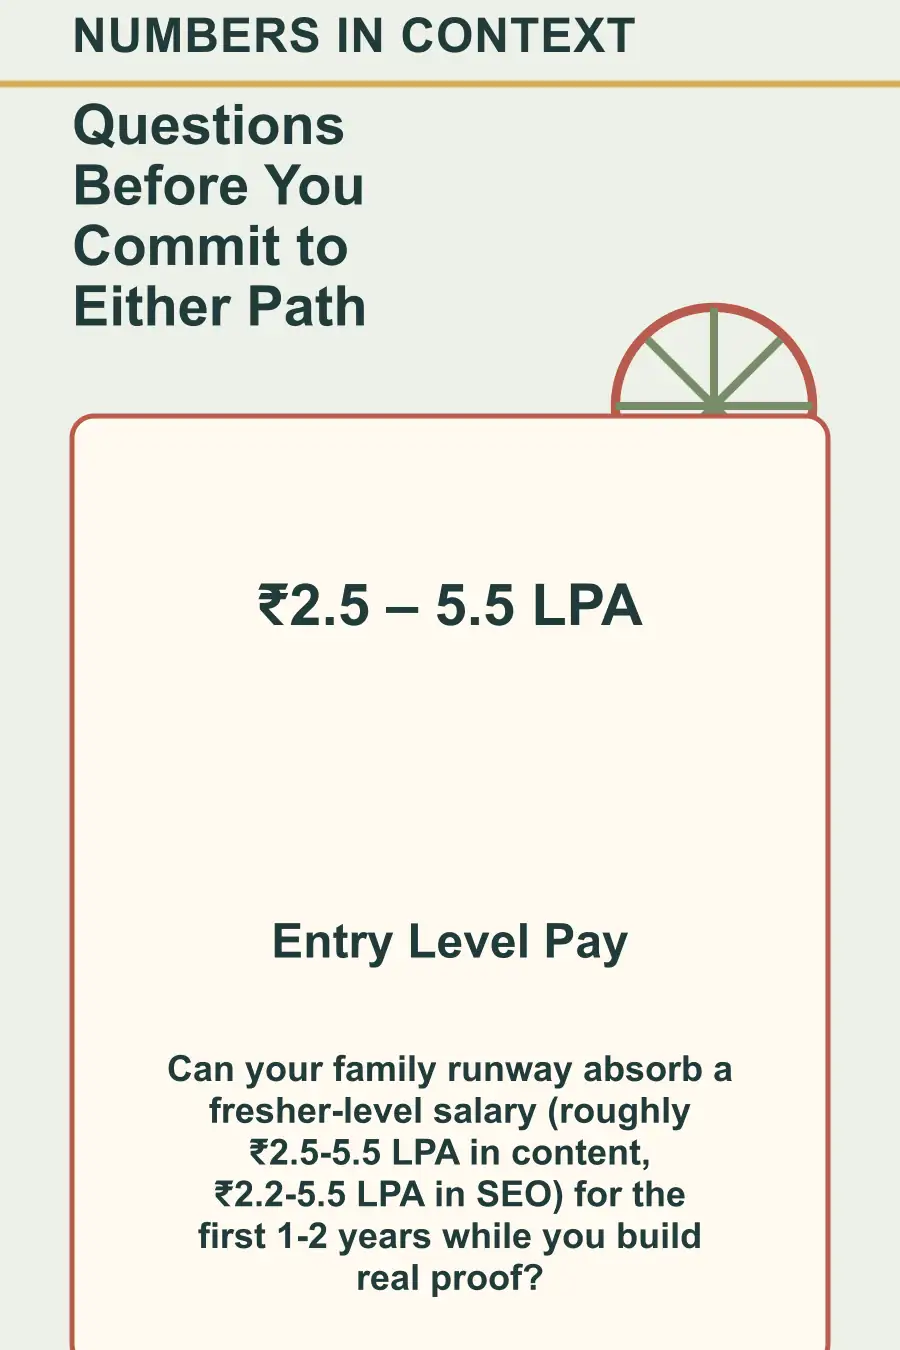 NUMBERS IN CONTEXT
Questions
Before You
Commit to
Either Path
₹2.5 – 5.5 LPA
Entry Level Pay
Can your family runway absorb a
fresher-level salary (roughly
₹2.5-5.5 LPA in content,
₹2.2-5.5 LPA in SEO) for the
first 1-2 years while you build
real proof?